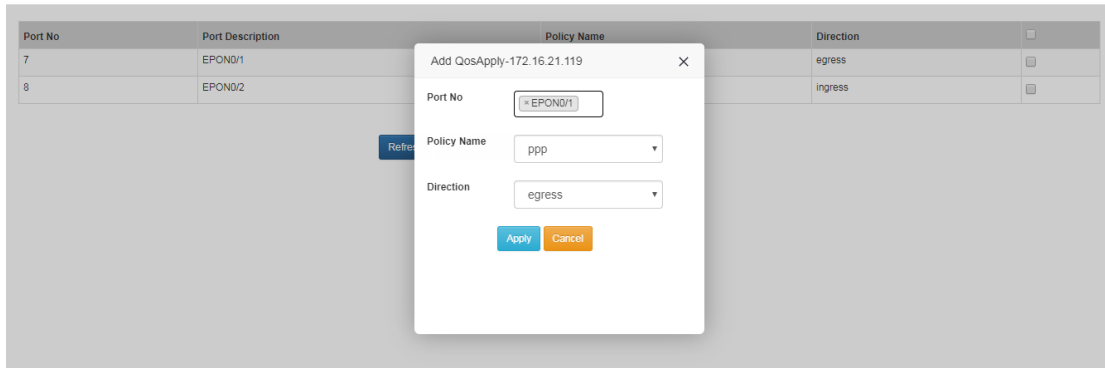 Port No Port Description Policy Name Direction
Add QosApply-172.16.21.119 ×
7 EPON0/1 egress
8 EPON0/2 ingress
Port No × EPON0/1
Policy Name ppp
Direction egress
Apply Cancel